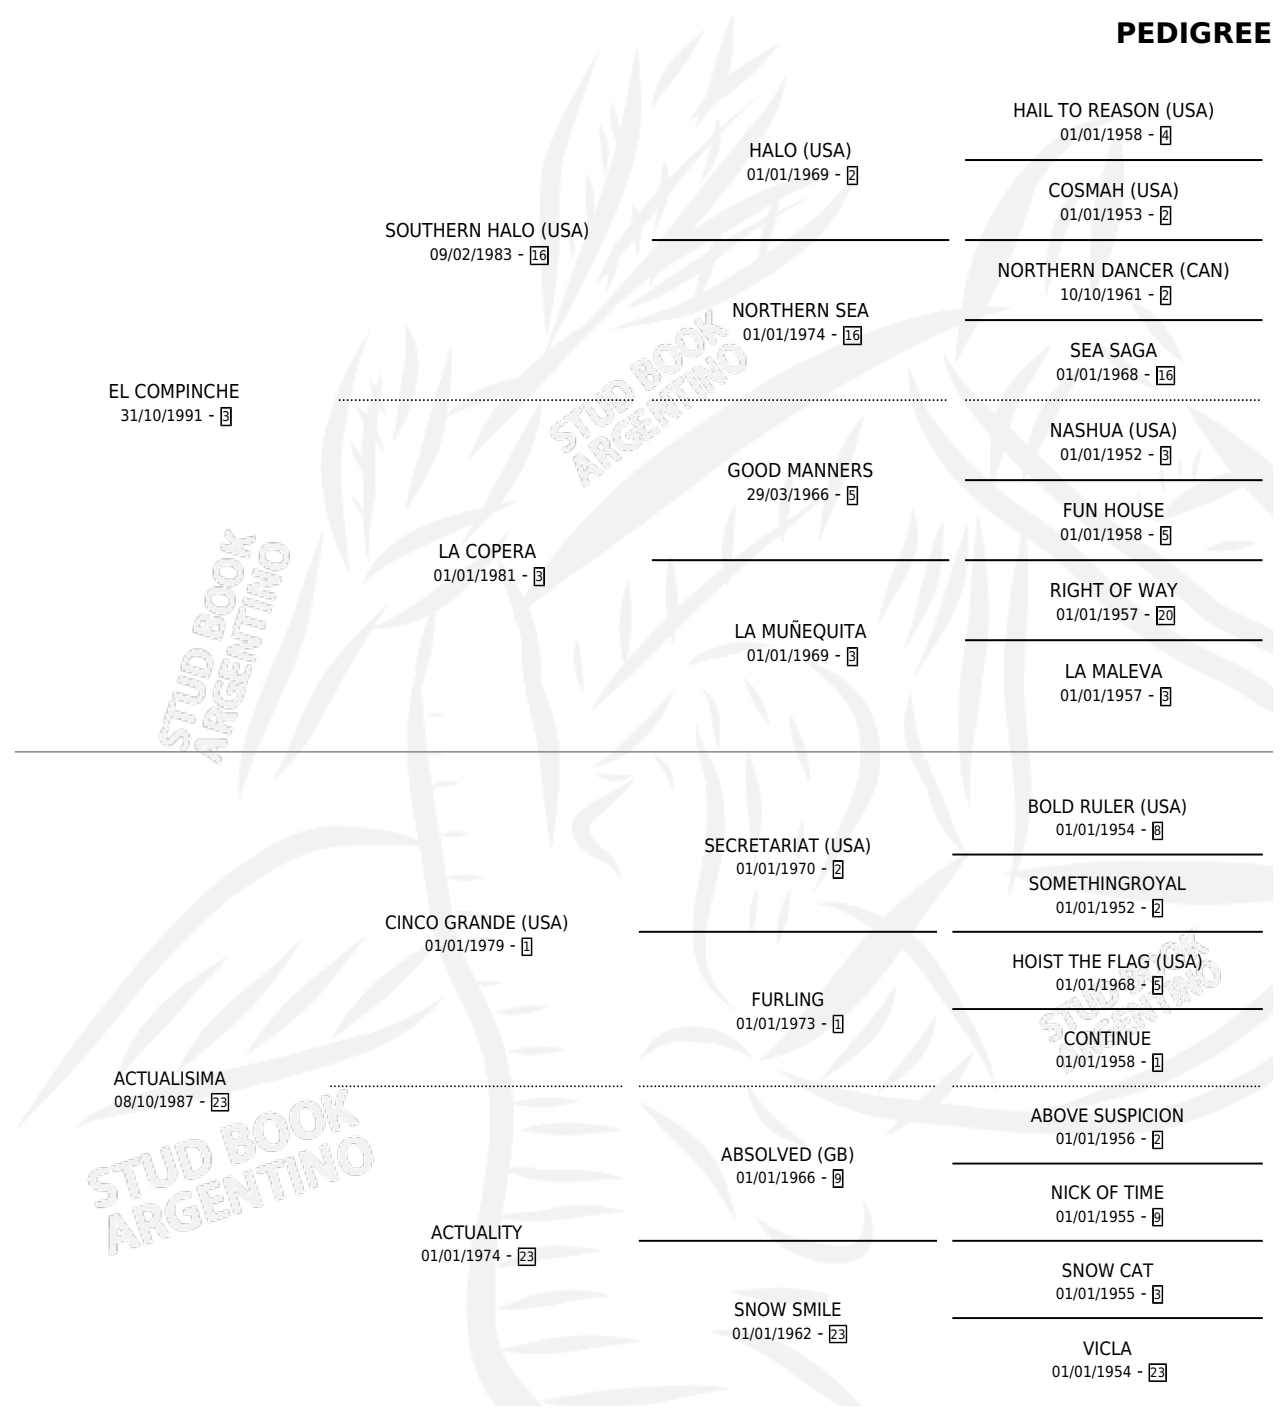 PEDIGREE
EL COMPINCHE
31/10/1991 - 3
SOUTHERN HALO (USA)
09/02/1983 - 16
HALO (USA)
01/01/1969 - 2
HAIL TO REASON (USA)
01/01/1958 - 4
COSMAH (USA)
01/01/1953 - 2
NORTHERN SEA
01/01/1974 - 16
NORTHERN DANCER (CAN)
10/10/1961 - 2
SEA SAGA
01/01/1968 - 16
LA COPERA
01/01/1981 - 3
GOOD MANNERS
29/03/1966 - 5
NASHUA (USA)
01/01/1952 - 3
FUN HOUSE
01/01/1958 - 5
LA MUÑEQUITA
01/01/1969 - 3
RIGHT OF WAY
01/01/1957 - 20
LA MALEVA
01/01/1957 - 3
ACTUALISIMA
08/10/1987 - 23
CINCO GRANDE (USA)
01/01/1979 - 1
SECRETARIAT (USA)
01/01/1970 - 2
BOLD RULER (USA)
01/01/1954 - 8
SOMETHINGROYAL
01/01/1952 - 2
FURLING
01/01/1973 - 1
HOIST THE FLAG (USA)
01/01/1968 - 5
CONTINUE
01/01/1958 - 1
ACTUALITY
01/01/1974 - 23
ABSOLVED (GB)
01/01/1966 - 9
ABOVE SUSPICION
01/01/1956 - 2
NICK OF TIME
01/01/1955 - 9
SNOW SMILE
01/01/1962 - 23
SNOW CAT
01/01/1955 - 3
VICLA
01/01/1954 - 23
STUD BOOK
ARGENTINO
STUD BOOK
ARGENTINO
STUD BOOK
ARGENTINO
STUD BOOK
ARGENTINO